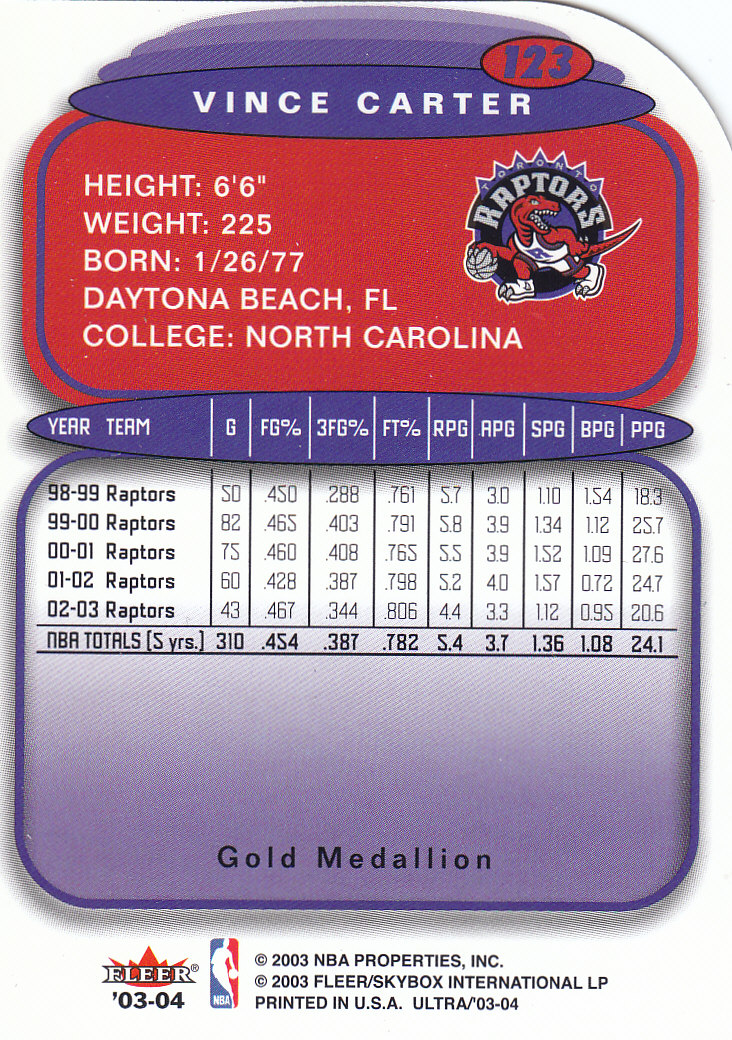 123
VINCE CARTER
TORONTO
RAPTORS
HEIGHT: 6'6"
WEIGHT: 225
BORN: 1/26/77
DAYTONA BEACH, FL
COLLEGE: NORTH CAROLINA
YEAR TEAM G FG% 3FG% FT% RPG APG SPG BPG PPG
98-99 Raptors 50 .450 .288 .761 5.7 3.0 1.10 1.54 18.3
99-00 Raptors 82 .465 .403 .791 5.8 3.9 1.34 1.12 25.7
00-01 Raptors 75 .460 .408 .765 5.5 3.9 1.52 1.09 27.6
01-02 Raptors 60 .428 .387 .798 5.2 4.0 1.57 0.72 24.7
02-03 Raptors 43 .467 .344 .806 4.4 3.3 1.12 0.95 20.6
NBA TOTALS (5 yrs.) 310 .454 .387 .782 5.4 3.7 1.36 1.08 24.1
Gold Medallion
FLEER®
'03-04
NBA
© 2003 NBA PROPERTIES, INC.
© 2003 FLEER/SKYBOX INTERNATIONAL LP
PRINTED IN U.S.A. ULTRA/'03-04